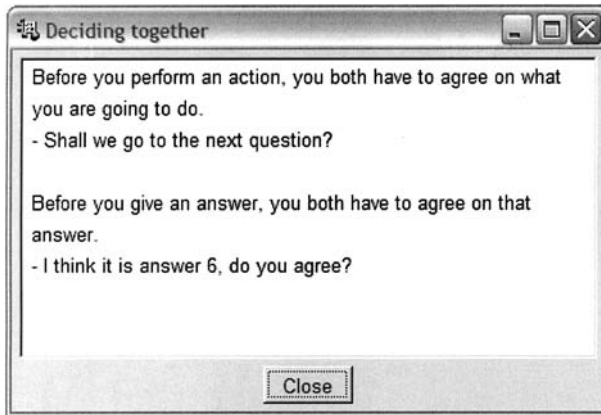 Deciding together
Before you perform an action, you both have to agree on what
you are going to do.
- Shall we go to the next question?
Before you give an answer, you both have to agree on that
answer.
- I think it is answer 6, do you agree?
Close